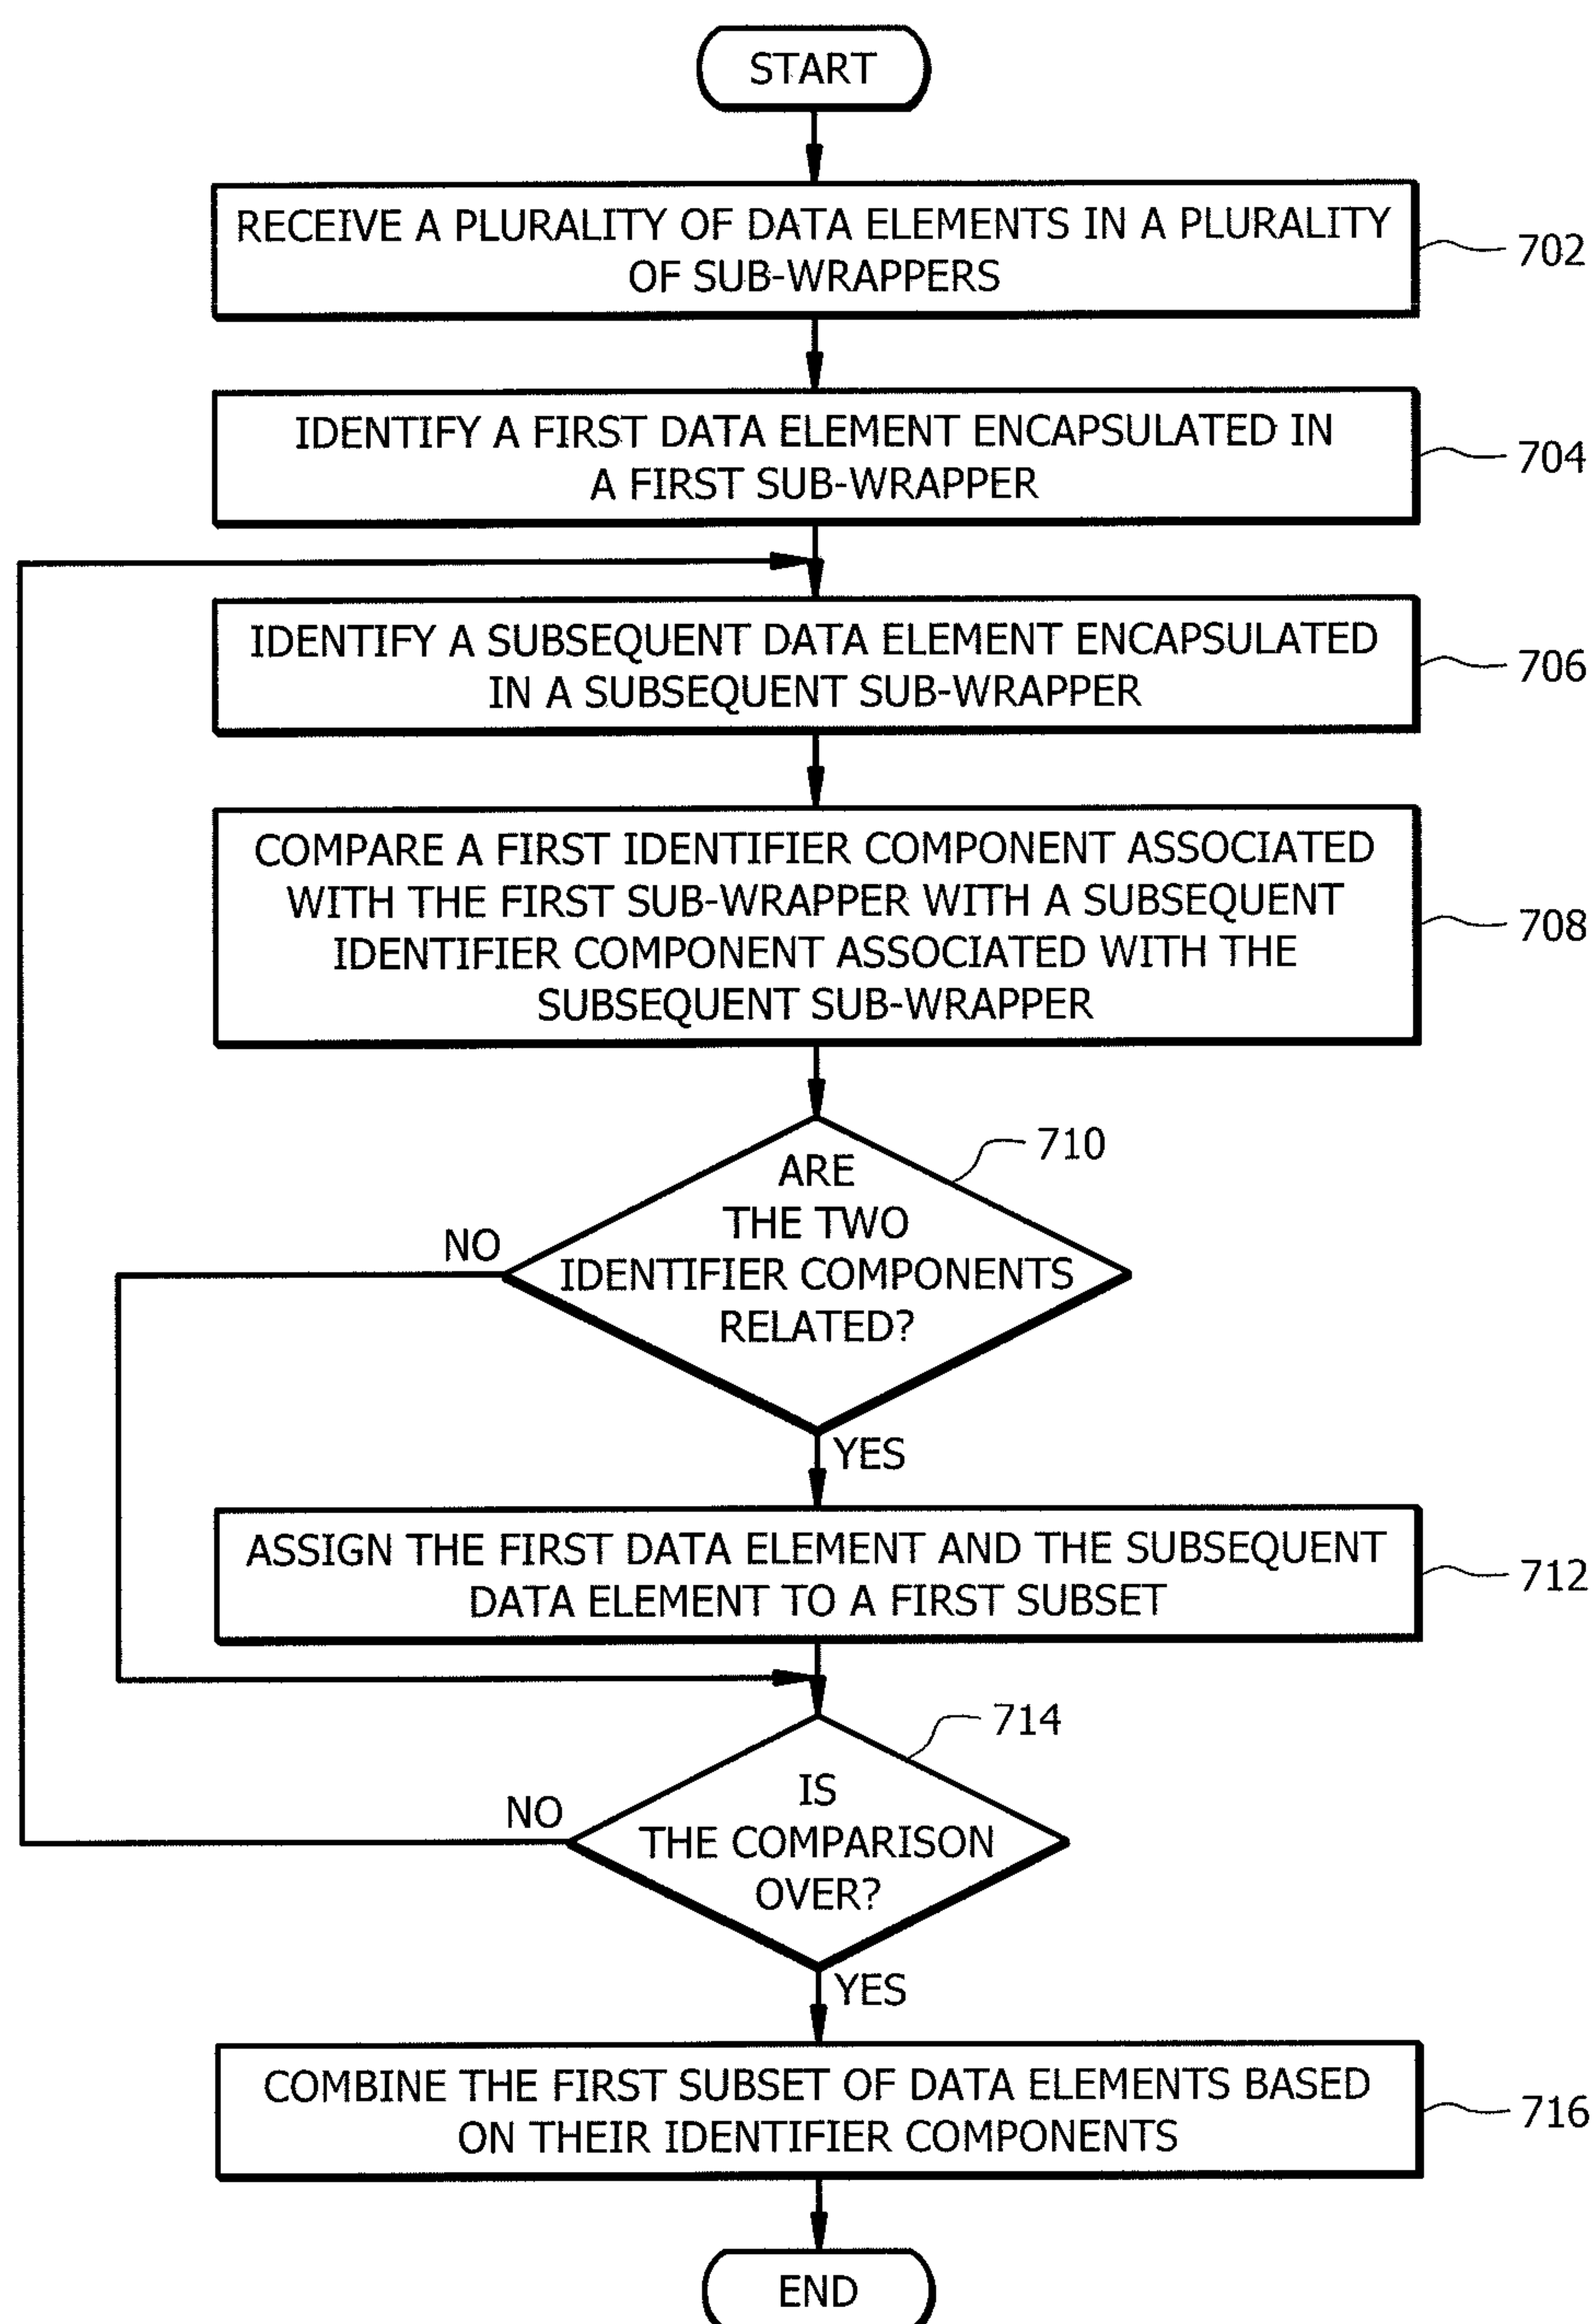 START
RECEIVE A PLURALITY OF DATA ELEMENTS IN A PLURALITY
OF SUB-WRAPPERS
702
IDENTIFY A FIRST DATA ELEMENT ENCAPSULATED IN
A FIRST SUB-WRAPPER
704
IDENTIFY A SUBSEQUENT DATA ELEMENT ENCAPSULATED
IN A SUBSEQUENT SUB-WRAPPER
706
COMPARE A FIRST IDENTIFIER COMPONENT ASSOCIATED
WITH THE FIRST SUB-WRAPPER WITH A SUBSEQUENT
IDENTIFIER COMPONENT ASSOCIATED WITH THE
SUBSEQUENT SUB-WRAPPER
708
710
ARE
THE TWO
IDENTIFIER COMPONENTS
RELATED?
NO
YES
ASSIGN THE FIRST DATA ELEMENT AND THE SUBSEQUENT
DATA ELEMENT TO A FIRST SUBSET
712
714
IS
THE COMPARISON
OVER?
NO
YES
COMBINE THE FIRST SUBSET OF DATA ELEMENTS BASED
ON THEIR IDENTIFIER COMPONENTS
716
END